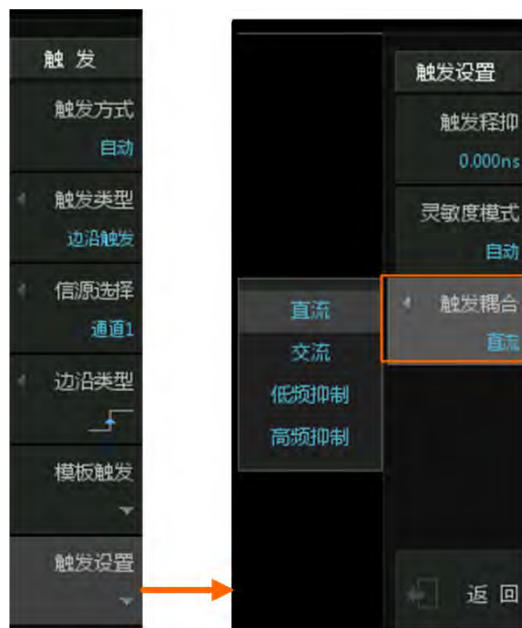 触 发
触发方式
自动
触发类型
边沿触发
信源选择
通道1
边沿类型
模板触发
触发设置
触发设置
触发释抑
0.000ns
灵敏度模式
自动
触发耦合
直流
直流
交流
低频抑制
高频抑制
返 回